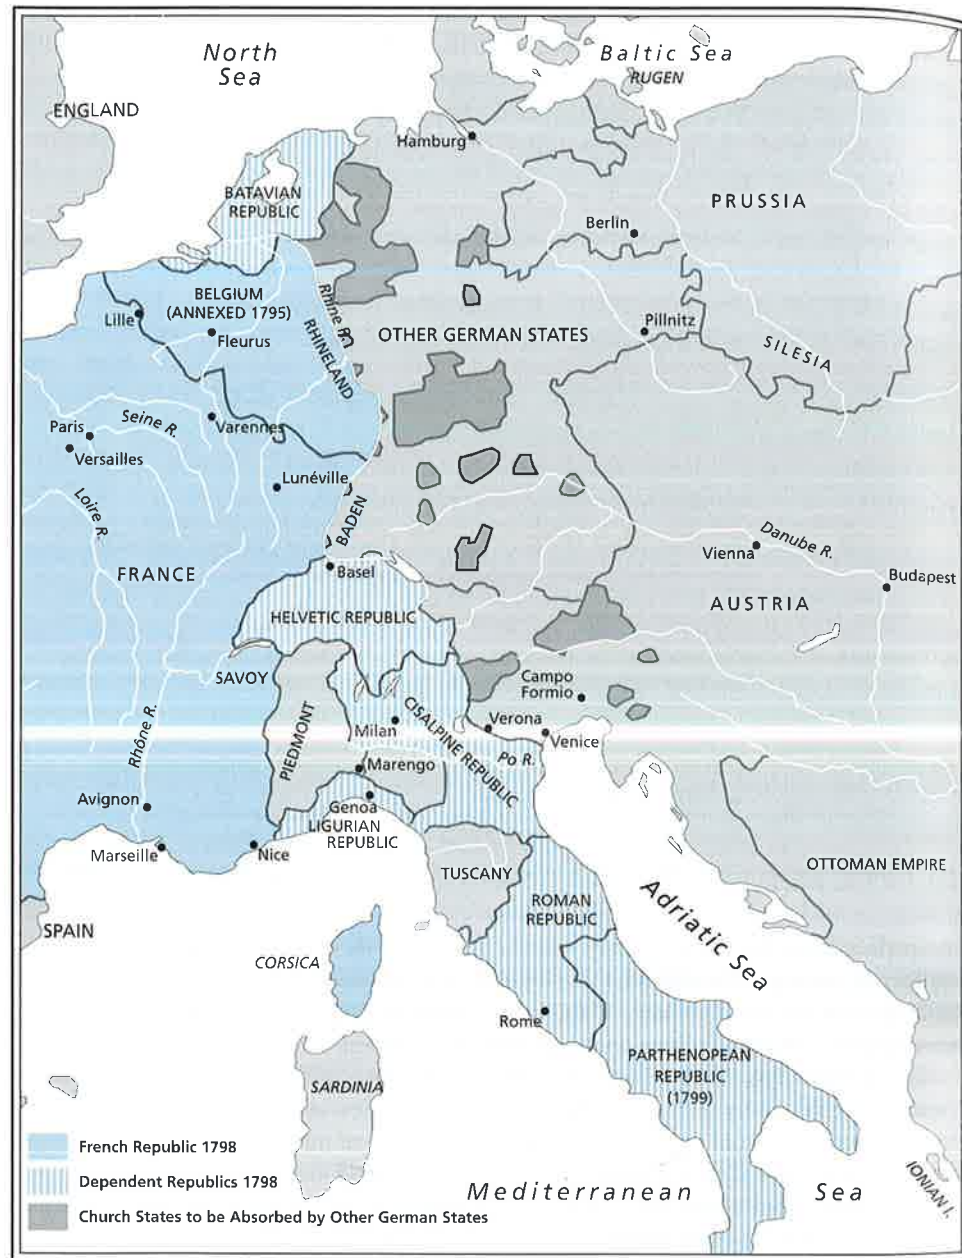 North
Sea
Baltic Sea
RUGEN
ENGLAND
Hamburg
BATAVIAN
REPUBLIC
PRUSSIA
Berlin
BELGIUM
(ANNEXED 1795)
Rhine R.
Lille
Fleurus
RHINELAND
OTHER GERMAN STATES
Pillnitz
SILESIA
Paris
Seine R.
Varennes
Versailles
Lunéville
Loire R.
BADEN
Danube R.
Vienna
Basel
Budapest
FRANCE
AUSTRIA
HELVETIC REPUBLIC
SAVOY
Campo
Formio
PIEDMONT
Milan
CISALPINE REPUBLIC
Verona
Venice
Rhône R.
Po R.
Marengo
Avignon
Genoa
LIGURIAN
REPUBLIC
Marseille
Nice
TUSCANY
OTTOMAN EMPIRE
ROMAN
REPUBLIC
Adriatic Sea
SPAIN
CORSICA
Rome
PARTHENOPEAN
REPUBLIC
(1799)
SARDINIA
French Republic 1798
Dependent Republics 1798
Church States to be Absorbed by Other German States
Mediterranean Sea
IONIAN I.